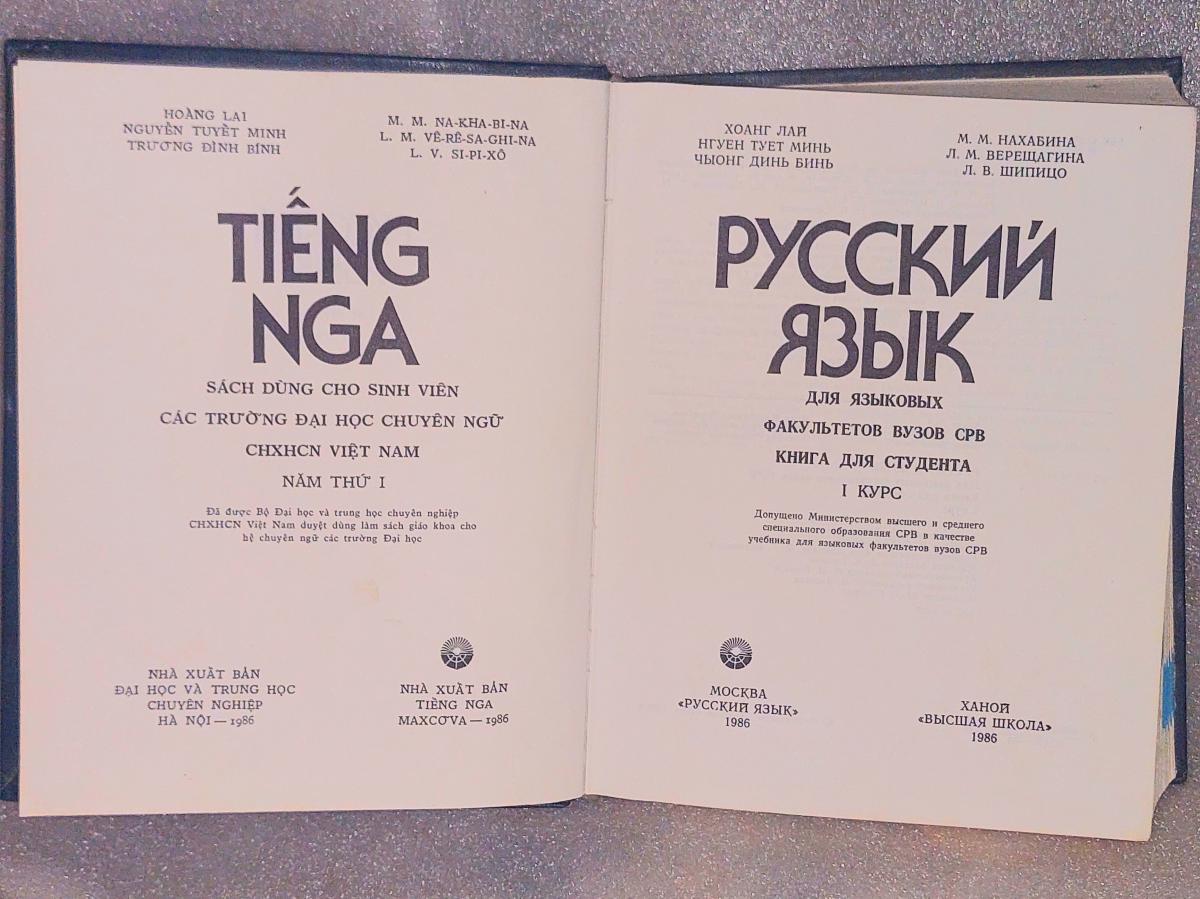 HOÀNG LAI
NGUYỄN TUYẾT MINH
TRƯƠNG ĐÌNH BÍNH
M. M. NA-KHA-BI-NA
L. M. VÊ-RÊ-SA-GHI-NA
L. V. SI-PI-XÔ
TIẾNG
NGA
SÁCH DÙNG CHO SINH VIÊN
CÁC TRƯỜNG ĐẠI HỌC CHUYÊN NGỮ
CHXHCN VIỆT NAM
NĂM THỨ I
Đã được Bộ Đại học và trung học chuyên nghiệp
CHXHCN Việt Nam duyệt dùng làm sách giáo khoa cho
hệ chuyên ngữ các trường Đại học
NHÀ XUẤT BẢN
ĐẠI HỌC VÀ TRUNG HỌC
CHUYÊN NGHIỆP
HÀ NỘI — 1986
NHÀ XUẤT BẢN
TIẾNG NGA
MAXCƠVA — 1986
ХОАНГ ЛАЙ
НГУЕН ТУЕТ МИНЬ
ЧЫОНГ ДИНЬ БИНЬ
М. М. НАХАБИНА
Л. М. ВЕРЕЩАГИНА
Л. В. ШИПИЦО
РУССКИЙ
ЯЗЫК
ДЛЯ ЯЗЫКОВЫХ
ФАКУЛЬТЕТОВ ВУЗОВ СРВ
КНИГА ДЛЯ СТУДЕНТА
I КУРС
Допущено Министерством высшего и среднего
специального образования СРВ в качестве
учебника для языковых факультетов вузов СРВ
МОСКВА
«РУССКИЙ ЯЗЫК»
1986
ХАНОЙ
«ВЫСШАЯ ШКОЛА»
1986